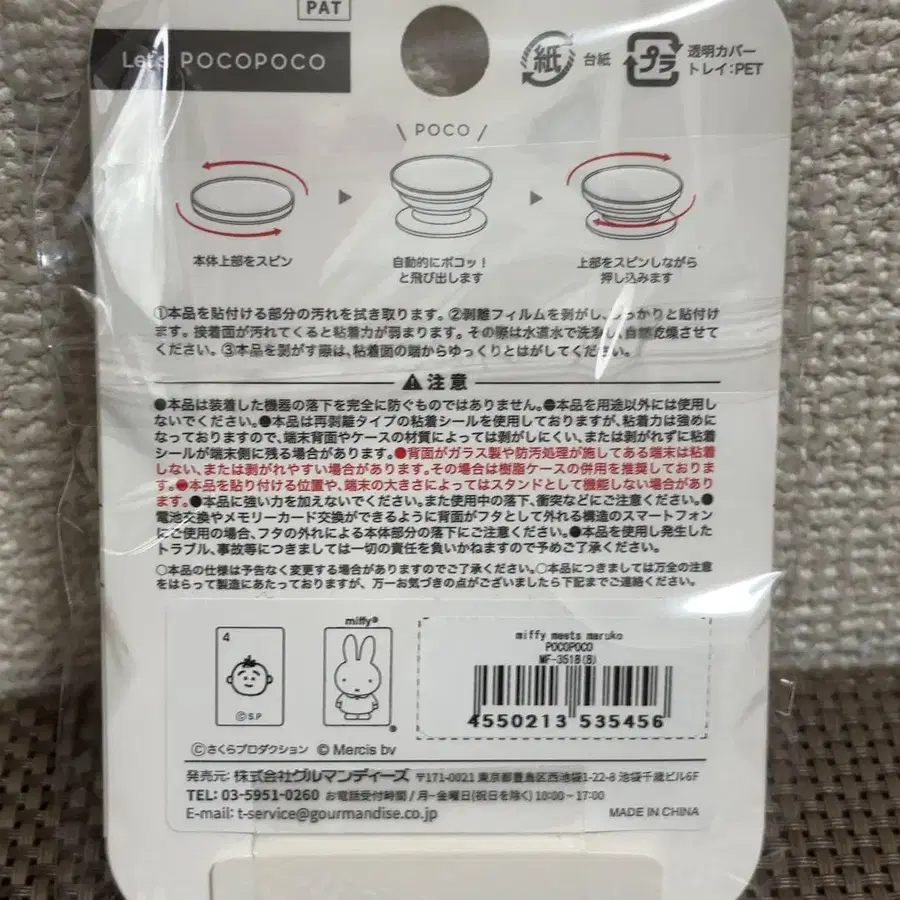 PAT
Let's POCOPOCO
紙 台紙
プラ 透明カバー
トレイ:PET
\ POCO /
本体上部をスピン
自動的にポコッ!
と飛び出します
上部をスピンしながら
押し込みます
①本品を貼付ける部分の汚れを拭き取ります。②剥離フィルムを剥がし、しっかりと貼付け
ます。接着面が汚れてくると粘着力が弱まります。その際は水道水で洗浄し、自然乾燥させて
ください。③本品を剥がす際は、粘着面の端からゆっくりとはがしてください。
注意
●本品は装着した機器の落下を完全に防ぐものではありません。●本品を用途以外には使用し
ないでください。●本品は再剥離タイプの粘着シールを使用しておりますが、粘着力は強めに
なっておりますので、端末背面やケースの材質によっては剥がしにくい、または剥がれずに粘着
シールが端末側に残る場合があります。●背面がガラス製や防汚処理が施してある端末は粘着
しない、または剥がれやすい場合があります。その場合は樹脂ケースの併用を推奨しておりま
す。●本品を貼り付ける位置や、端末の大きさによってはスタンドとして機能しない場合があり
ます。●本品に強い力を加えないでください。また使用中の落下、衝突などにご注意ください。●
電池交換やメモリーカード交換ができるように背面がフタとして外れる構造のスマートフォン
にご使用の場合、フタの外れによる本体部分の落下にご注意ください。●本品を使用し発生した
トラブル、事故等につきましては一切の責任を負いかねますので予めご了承ください。
○本品の仕様は予告なく変更する場合がありますのでご了承ください。○本品につきましては万全の注意
をはらって製造にあたっておりますが、万一お気づきの点がございましたら下記までご連絡ください。
4
©S.P
miffy®
®
miffy meets maruko
POCOPOCO
MF-351B(B)
4550213 535456
©さくらプロダクション © Mercis bv
発売元: 株式会社グルマンディーズ 〒171-0021 東京都豊島区西池袋1-22-8 池袋千歳ビル6F
TEL: 03-5951-0260 お電話受付時間 / 月−金曜日(祝日を除く) 10:00~17:00
E-mail: t-service@gourmandise.co.jp
MADE IN CHINA